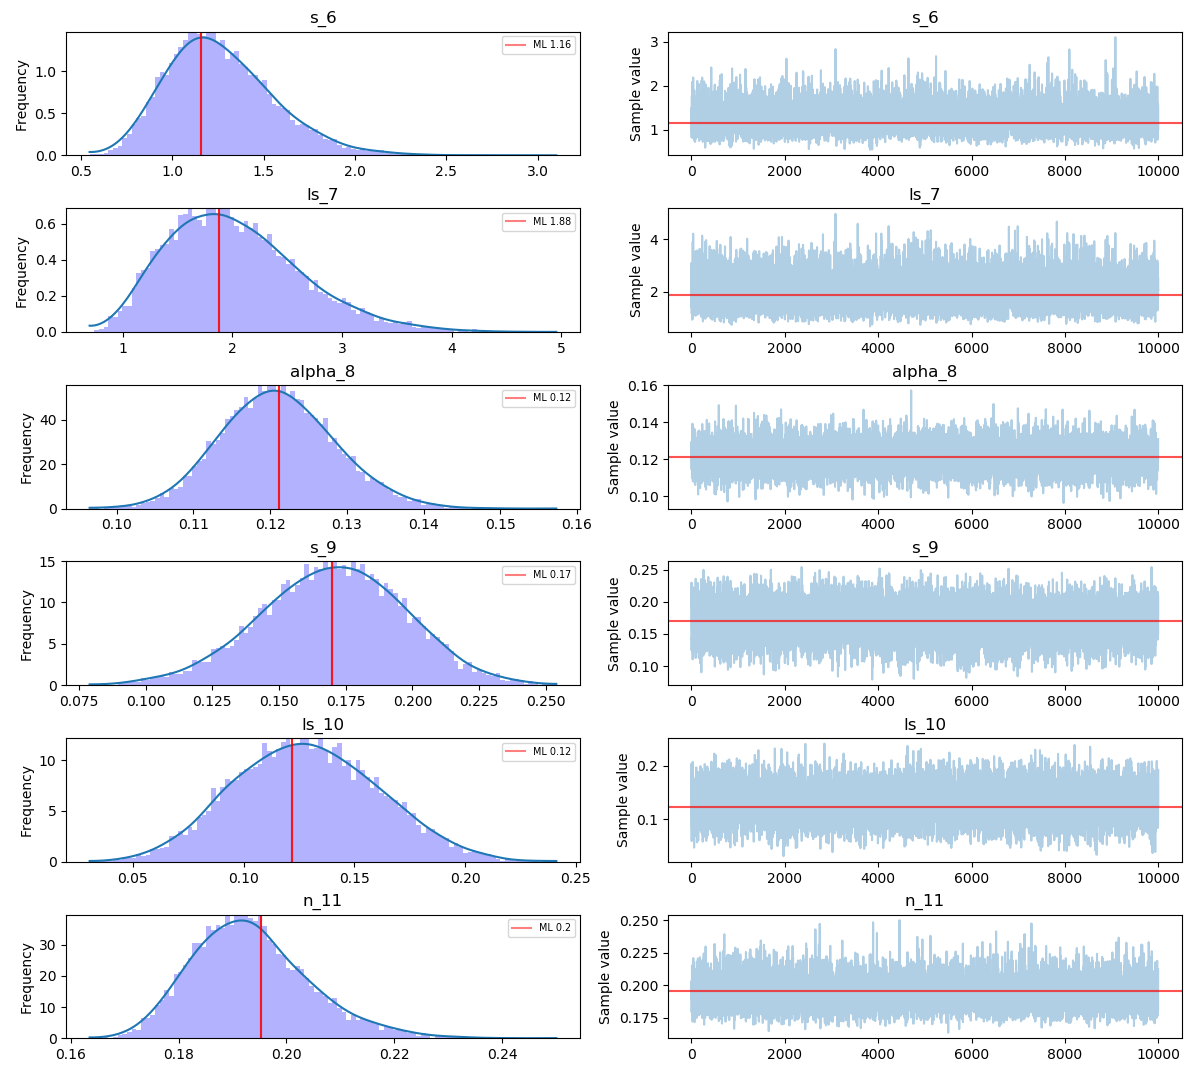 s_6
Frequency
1.0
0.5
0.0
ML 1.16
0.5 1.0 1.5 2.0 2.5 3.0
s_6
Sample value
3
2
1
0 2000 4000 6000 8000 10000
ls_7
Frequency
0.6
0.4
0.2
0.0
ML 1.88
1 2 3 4 5
ls_7
Sample value
4
2
0 2000 4000 6000 8000 10000
alpha_8
Frequency
40
20
0
ML 0.12
0.10 0.11 0.12 0.13 0.14 0.15 0.16
alpha_8
Sample value
0.16
0.14
0.12
0.10
0 2000 4000 6000 8000 10000
s_9
Frequency
15
10
5
0
ML 0.17
0.075 0.100 0.125 0.150 0.175 0.200 0.225 0.250
s_9
Sample value
0.25
0.20
0.15
0.10
0 2000 4000 6000 8000 10000
ls_10
Frequency
10
5
0
ML 0.12
0.05 0.10 0.15 0.20 0.25
ls_10
Sample value
0.2
0.1
0 2000 4000 6000 8000 10000
n_11
Frequency
30
20
10
0
ML 0.2
0.16 0.18 0.20 0.22 0.24
n_11
Sample value
0.250
0.225
0.200
0.175
0 2000 4000 6000 8000 10000